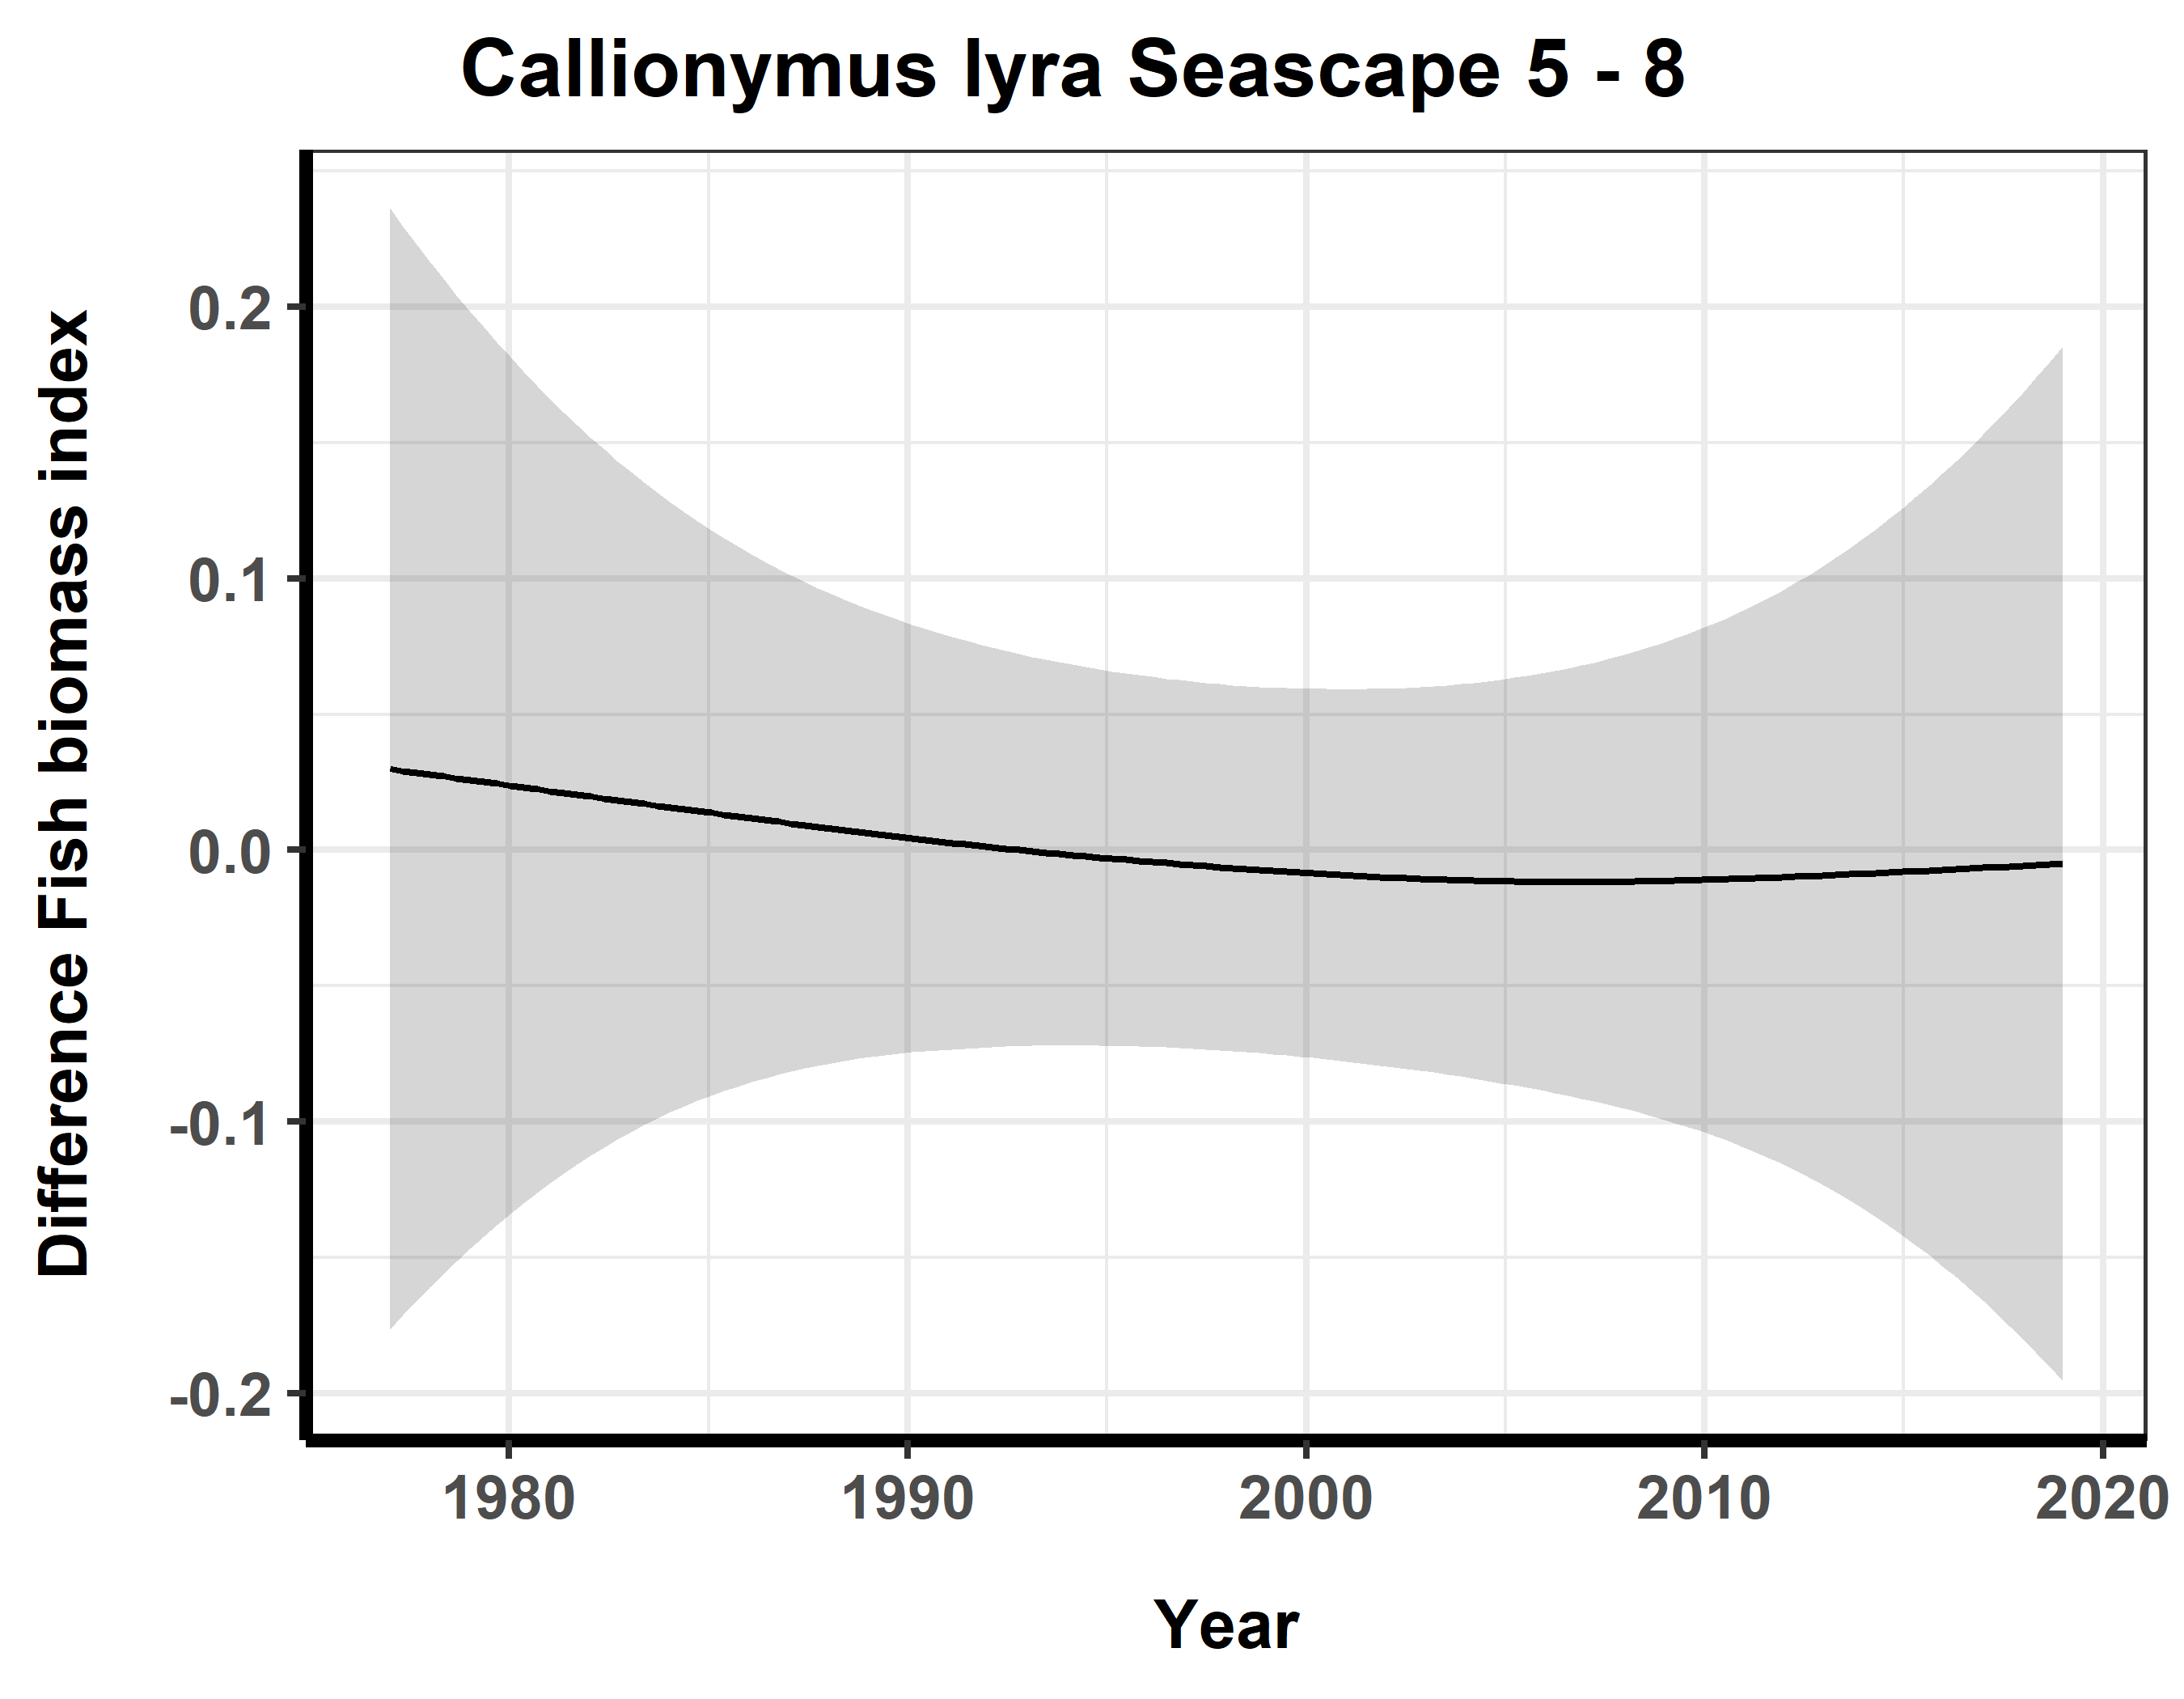 Callionymus lyra Seascape 5 - 8
Difference Fish biomass index
0.2
0.1
0.0
-0.1
-0.2
1980 1990 2000 2010 2020
Year